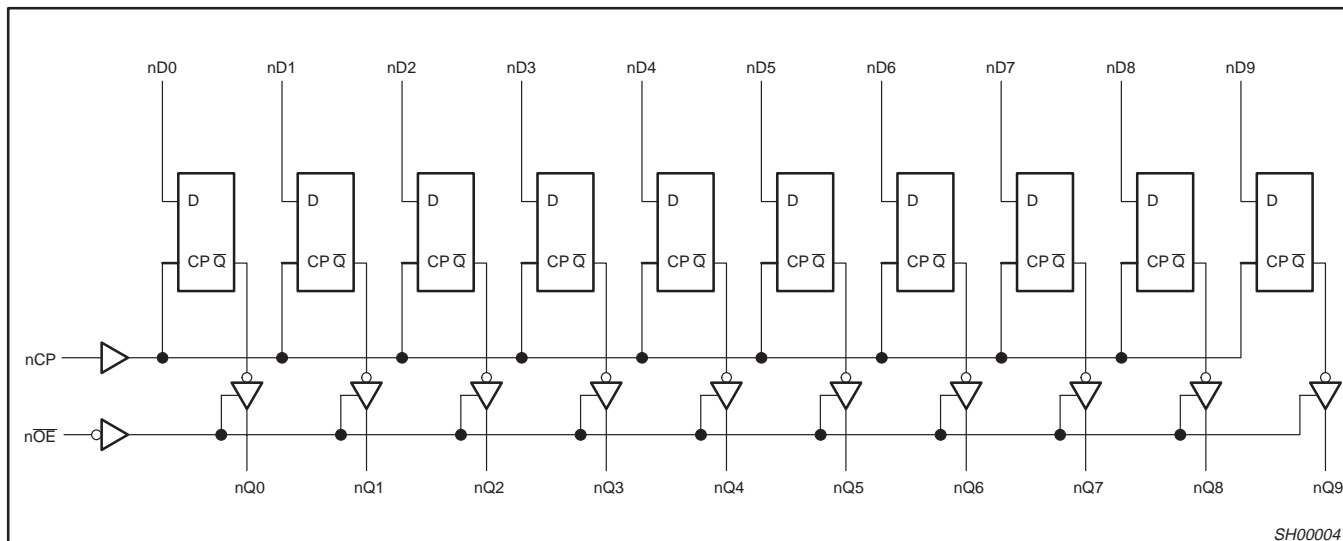 nD0 nD1 nD2 nD3 nD4 nD5 nD6 nD7 nD8 nD9
D D D D D D D D D D
CP Q̅ CP Q̅ CP Q̅ CP Q̅ CP Q̅ CP Q̅ CP Q̅ CP Q̅ CP Q̅ CP Q̅
nCP
nO̅E̅
nQ0 nQ1 nQ2 nQ3 nQ4 nQ5 nQ6 nQ7 nQ8 nQ9
SH00004